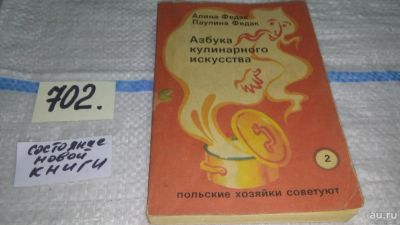 Алина Федак
Паулина Федак
Азбука
кулинарного
искусства
702.
состояние
новой
книги
2
польские хозяйки советуют
au.ru